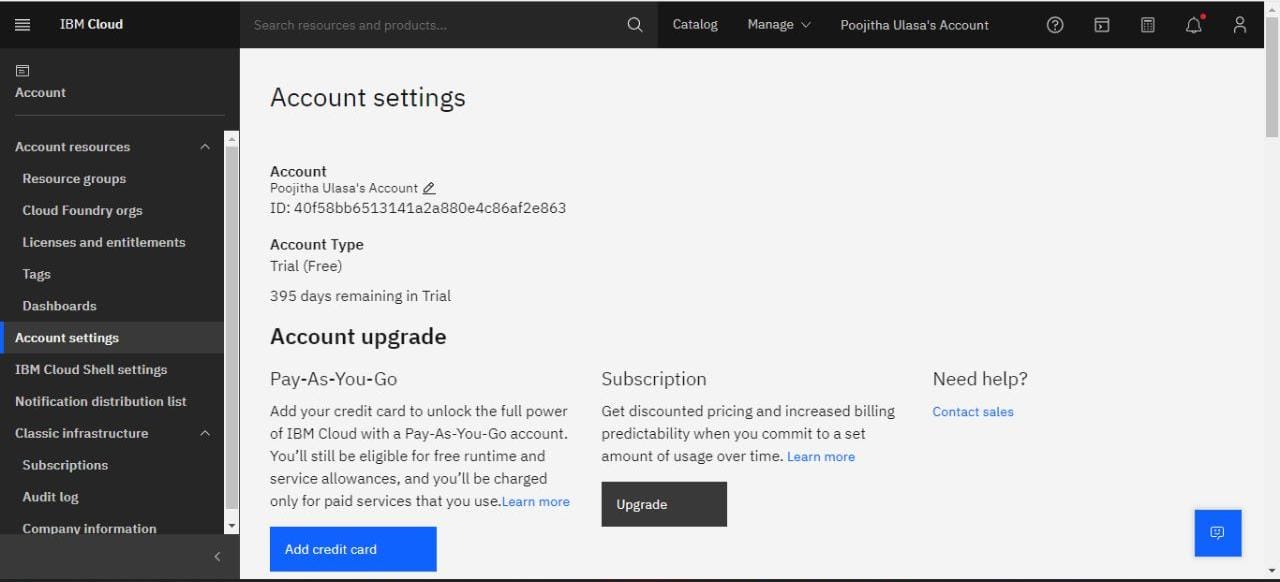 IBM Cloud
Search resources and products...
Catalog
Manage
Poojitha Ulasa's Account
Account
Account resources
Resource groups
Cloud Foundry orgs
Licenses and entitlements
Tags
Dashboards
Account settings
IBM Cloud Shell settings
Notification distribution list
Classic infrastructure
Subscriptions
Audit log
Company information
Account settings
Account
Poojitha Ulasa's Account
ID: 40f58bb6513141a2a880e4c86af2e863
Account Type
Trial (Free)
395 days remaining in Trial
Account upgrade
Pay-As-You-Go
Add your credit card to unlock the full power
of IBM Cloud with a Pay-As-You-Go account.
You’ll still be eligible for free runtime and
service allowances, and you’ll be charged
only for paid services that you use.Learn more
Add credit card
Subscription
Get discounted pricing and increased billing
predictability when you commit to a set
amount of usage over time. Learn more
Upgrade
Need help?
Contact sales